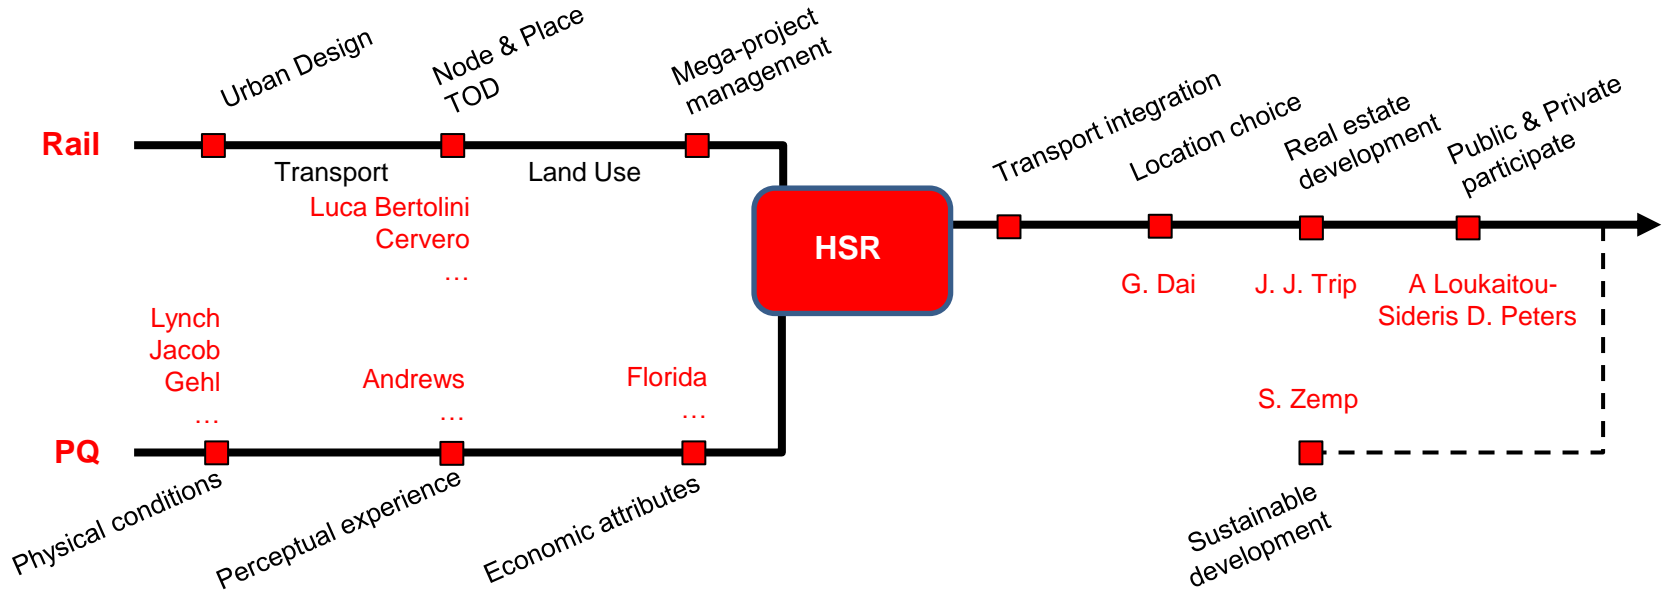 Urban Design
Node & Place
TOD
Mega-project
management
Rail
Transport
Land Use
Luca Bertolini
Cervero
…
HSR
Transport integration
Location choice
Real estate
development
Public & Private
participate
G. Dai
J. J. Trip
A Loukaitou-
Sideris D. Peters
Lynch
Jacob
Gehl
…
Andrews
…
Florida
…
S. Zemp
PQ
Physical conditions
Perceptual experience
Economic attributes
Sustainable
development